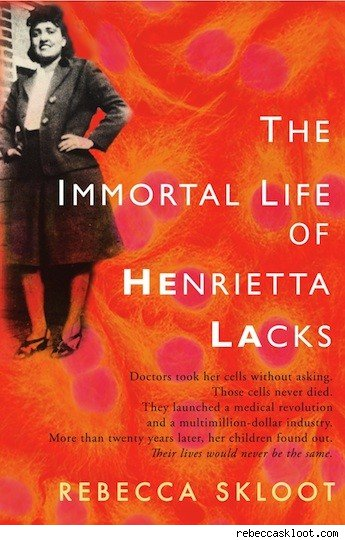 THE
IMMORTAL LIFE
OF
HENRIETTA
LACKS
Doctors took her cells without asking.
Those cells never died.
They launched a medical revolution
and a multimillion-dollar industry.
More than twenty years later, her children found out.
Their lives would never be the same.
REBECCA SKLOOT
rebeccaskloot.com